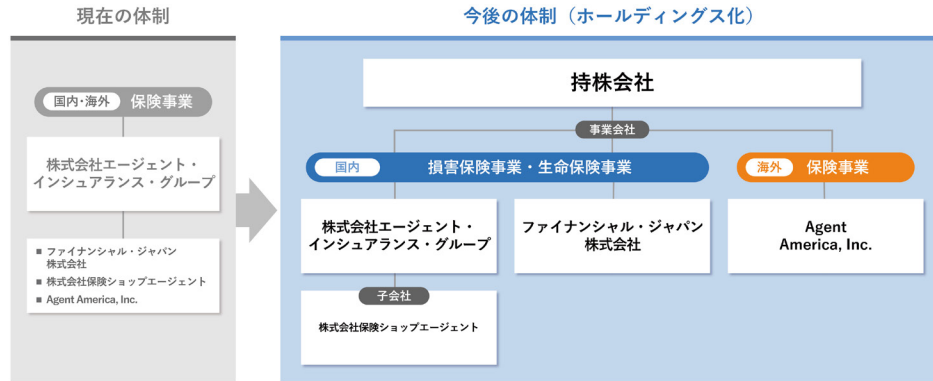 現在の体制
国内・海外 保険事業
株式会社エージェント・
インシュアランス・グループ
■ ファイナンシャル・ジャパン
株式会社
■ 株式会社保険ショップエージェント
■ Agent America, Inc.
今後の体制（ホールディングス化）
持株会社
事業会社
国内 損害保険事業・生命保険事業
海外 保険事業
株式会社エージェント・
インシュアランス・グループ
ファイナンシャル・ジャパン
株式会社
Agent
America, Inc.
子会社
株式会社保険ショップエージェント